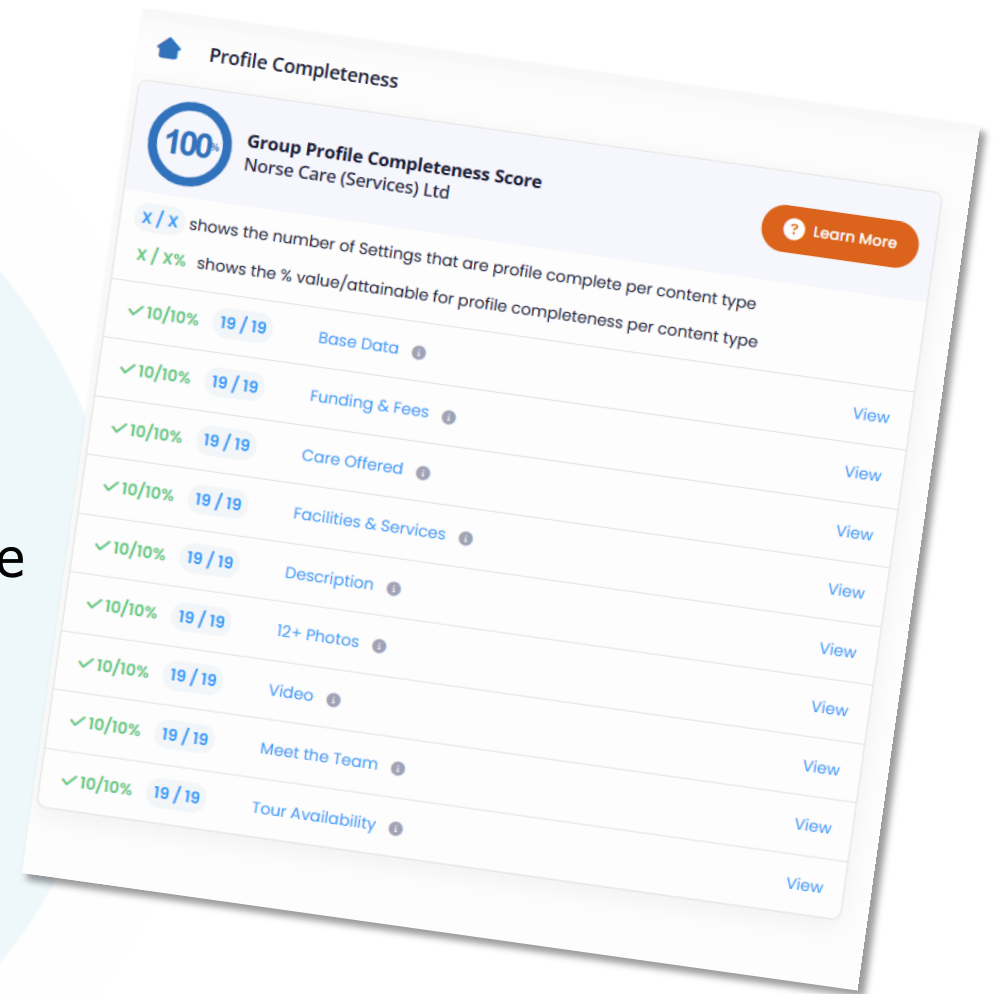 Profile Completeness
100%
Group Profile Completeness Score
Norse Care (Services) Ltd
? Learn More
X / X shows the number of Settings that are profile complete per content type
X / X% shows the % value/attainable for profile completeness per content type
10/10% 19 / 19 Base Data i View
10/10% 19 / 19 Funding & Fees i View
10/10% 19 / 19 Care Offered i View
10/10% 19 / 19 Facilities & Services i View
10/10% 19 / 19 Description i View
10/10% 19 / 19 12+ Photos i View
10/10% 19 / 19 Video i View
10/10% 19 / 19 Meet the Team i View
10/10% 19 / 19 Tour Availability i View
e